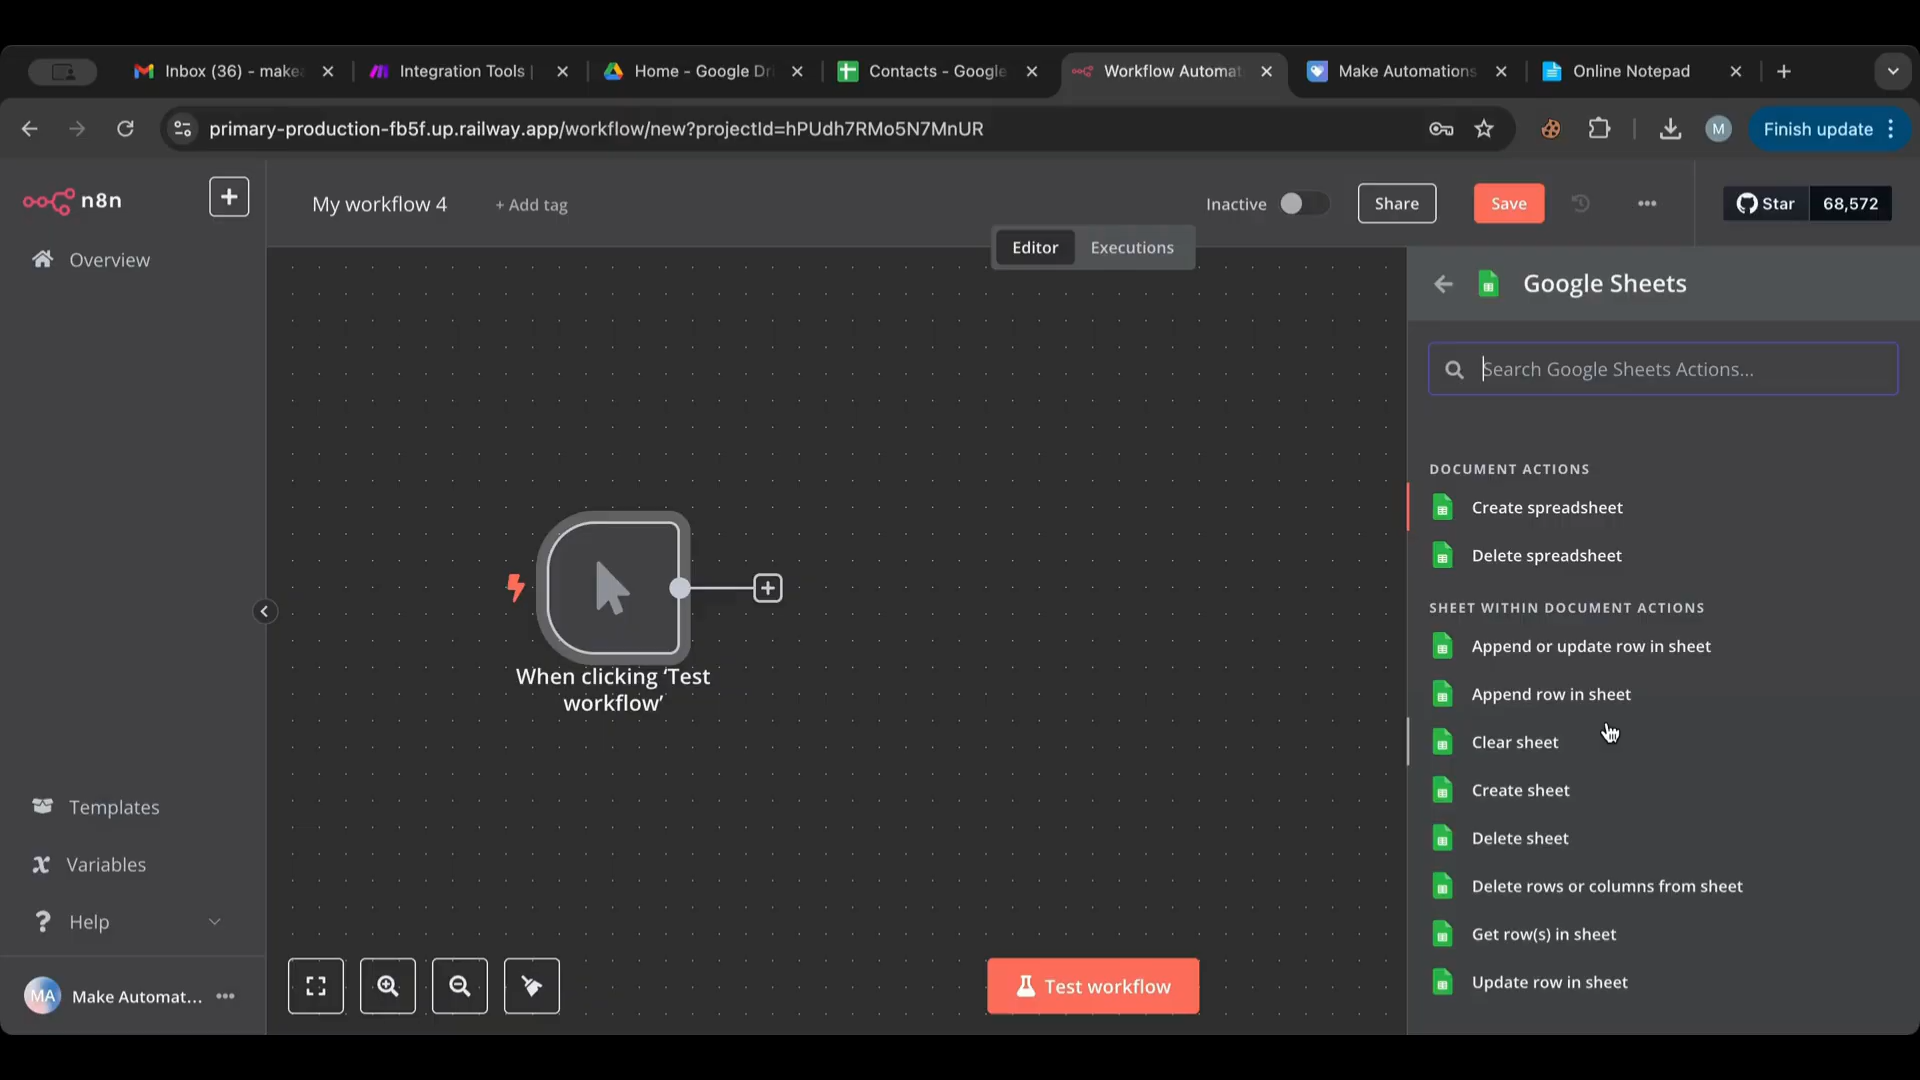 Inbox (36) - make
Integration Tools |
Home - Google Dri
Contacts - Google
Workflow Automat
Make Automations
Online Notepad
primary-production-fb5f.up.railway.app/workflow/new?projectId=hPUdh7RMo5N7MnUR
M
Finish update
n8n
My workflow 4
+ Add tag
Inactive
Share
Save
Star
68,572
Editor
Executions
Overview
Google Sheets
Search Google Sheets Actions...
DOCUMENT ACTIONS
Create spreadsheet
Delete spreadsheet
SHEET WITHIN DOCUMENT ACTIONS
Append or update row in sheet
Append row in sheet
Clear sheet
Create sheet
Delete sheet
Delete rows or columns from sheet
Get row(s) in sheet
Update row in sheet
When clicking ‘Test
workflow’
Templates
Variables
Help
MA
Make Automat...
Test workflow